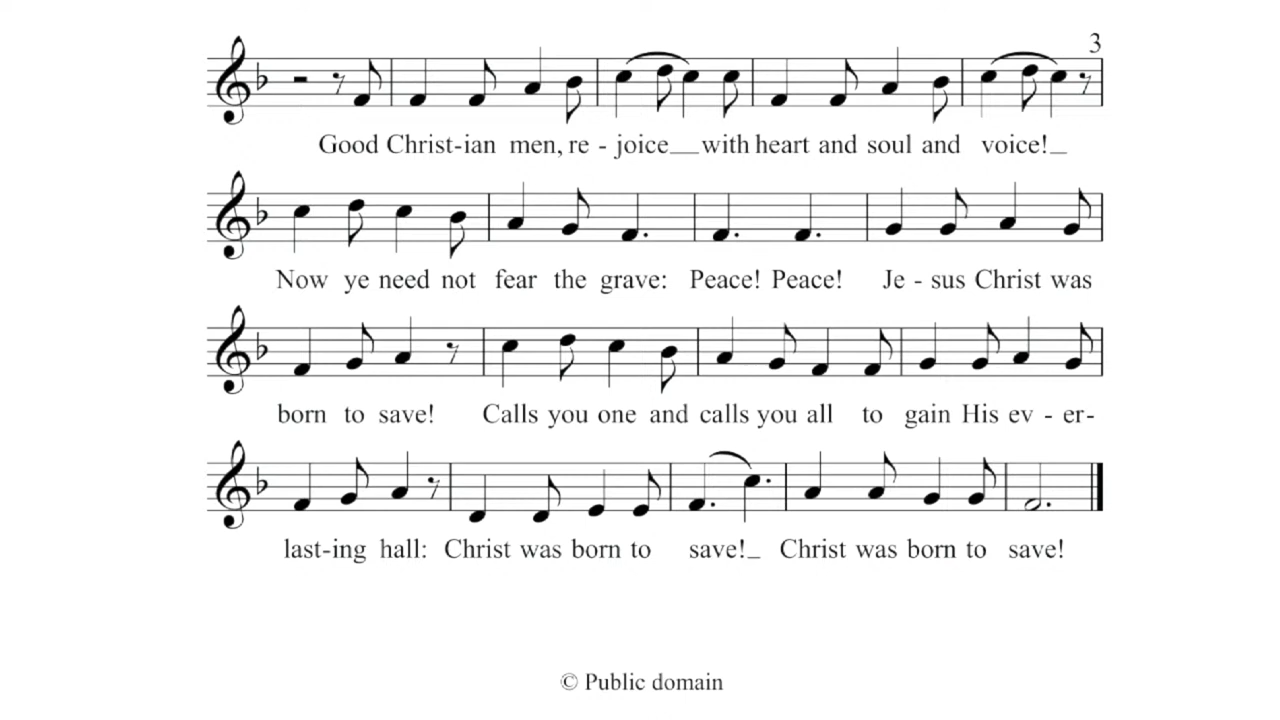 3
Good Christ-ian men, re - joice__ with heart and soul and voice!_
Now ye need not fear the grave: Peace! Peace! Je - sus Christ was
born to save! Calls you one and calls you all to gain His ev - er-
last-ing hall: Christ was born to save!_ Christ was born to save!
© Public domain